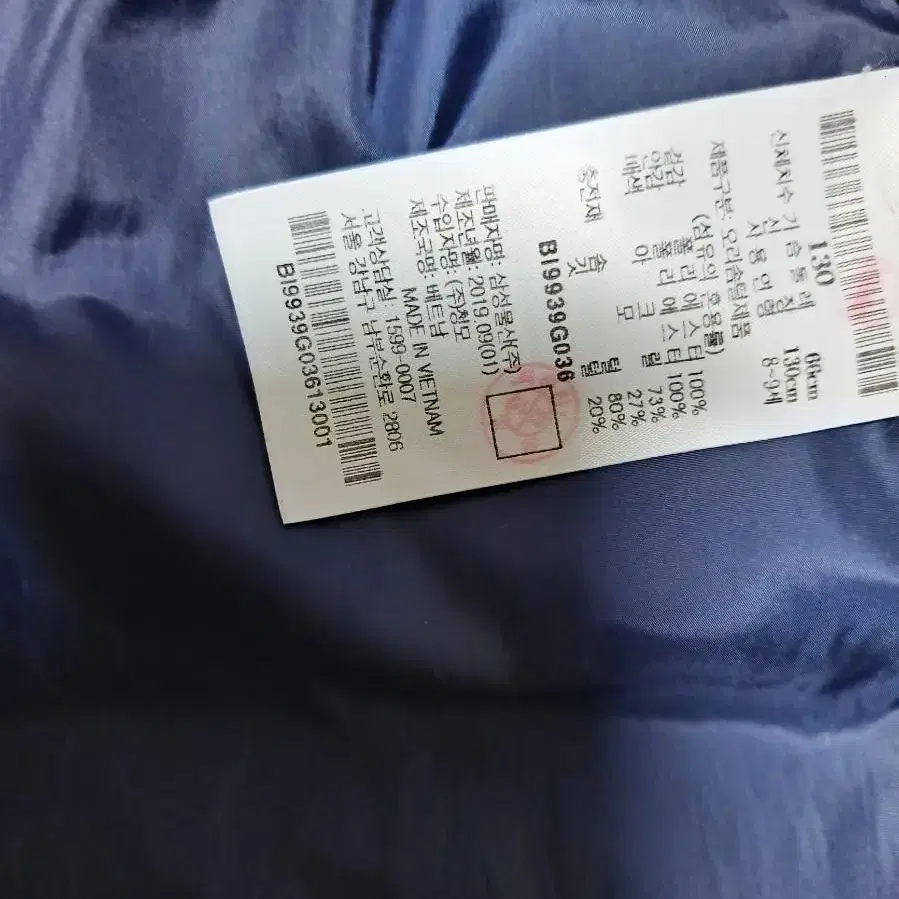 130
신체치수 가슴둘레 66cm
신장 130cm
사용연령 8~9세
제품구분 오리솜털제품
(섬유의 혼용률)
겉감 폴리에스터 100%
안감 폴리에스터 100%
배색 아크릴 73%
모 27%
충전재 솜털 80%
깃털 20%
BI9939G036
판매자명: 삼성물산(주)
제조년월: 2019.09(01)
수입자명: (주)청모
제조국명: 베트남
MADE IN VIETNAM
고객상담실: 1599-0007
서울 강남구 남부순환로 2806
BI9939G03613001